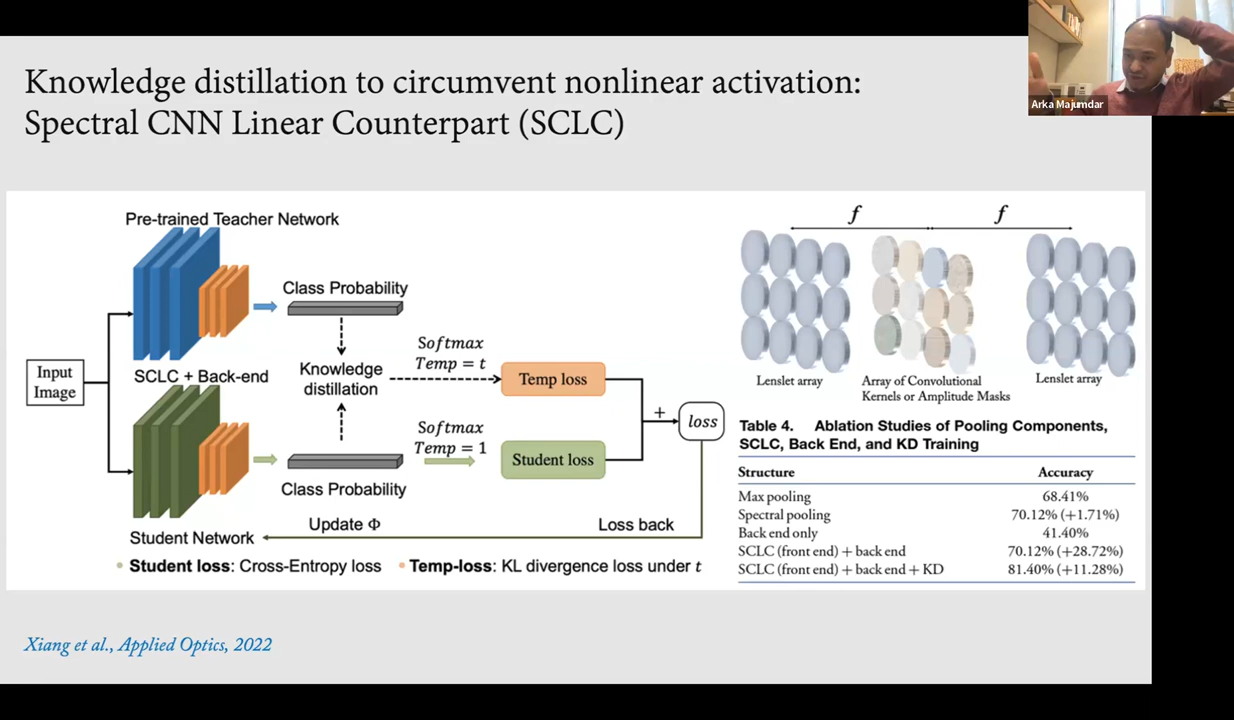 Knowledge distillation to circumvent nonlinear activation:
Spectral CNN Linear Counterpart (SCLC)
Arka Majumdar
Pre-trained Teacher Network
Class Probability
Input
Image
SCLC + Back-end
Knowledge
distillation
Softmax
Temp = t
Temp loss
+
loss
Softmax
Temp = 1
Student loss
Class Probability
Update Φ
Loss back
Student Network
Student loss: Cross-Entropy loss
Temp-loss: KL divergence loss under t
f
f
Lenslet array
Array of Convolutional
Kernels or Amplitude Masks
Lenslet array
Table 4. Ablation Studies of Pooling Components,
SCLC, Back End, and KD Training
Structure Accuracy
Max pooling 68.41%
Spectral pooling 70.12% (+1.71%)
Back end only 41.40%
SCLC (front end) + back end 70.12% (+28.72%)
SCLC (front end) + back end + KD 81.40% (+11.28%)
Xiang et al., Applied Optics, 2022